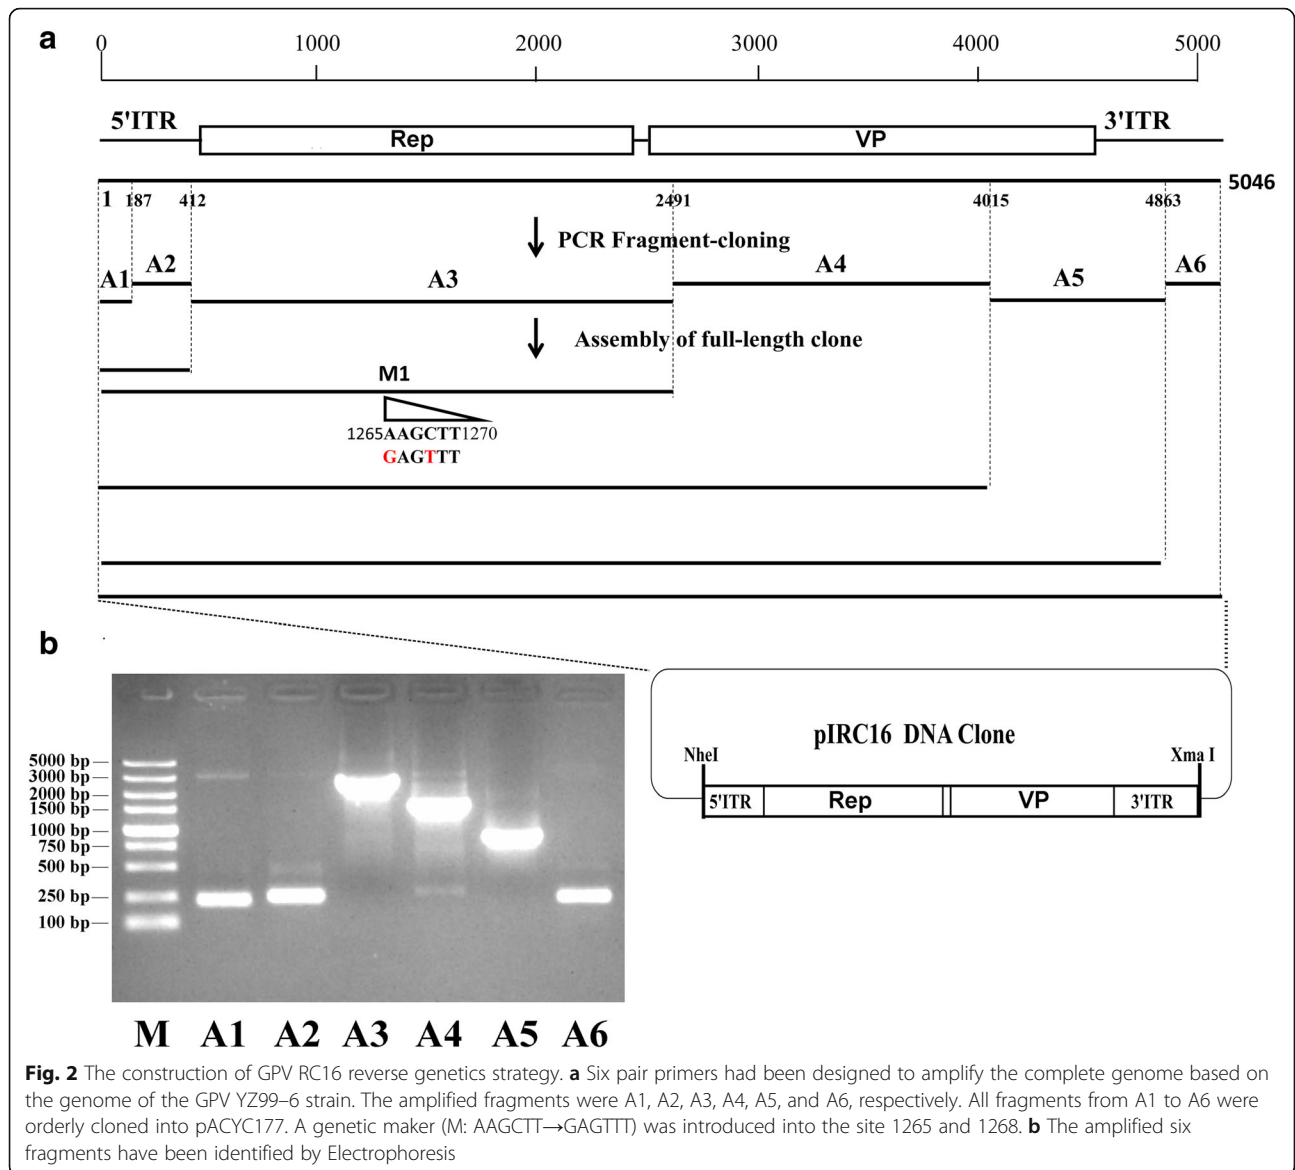 a
0 1000 2000 3000 4000 5000
5'ITR Rep VP 3'ITR
5046
1 187 412 2491 4015 4863
PCR Fragment-cloning
A1 A2 A3 A4 A5 A6
Assembly of full-length clone
M1
1265AAGCTT1270
GAGTTT
b
pIRC16 DNA Clone
NheI Xma I
5'ITR Rep VP 3'ITR
5000 bp
3000 bp
2000 bp
1500 bp
1000 bp
750 bp
500 bp
250 bp
100 bp
M A1 A2 A3 A4 A5 A6
Fig. 2 The construction of GPV RC16 reverse genetics strategy. a Six pair primers had been designed to amplify the complete genome based on
the genome of the GPV YZ99–6 strain. The amplified fragments were A1, A2, A3, A4, A5, and A6, respectively. All fragments from A1 to A6 were
orderly cloned into pACYC177. A genetic maker (M: AAGCTT→GAGTTT) was introduced into the site 1265 and 1268. b The amplified six
fragments have been identified by Electrophoresis